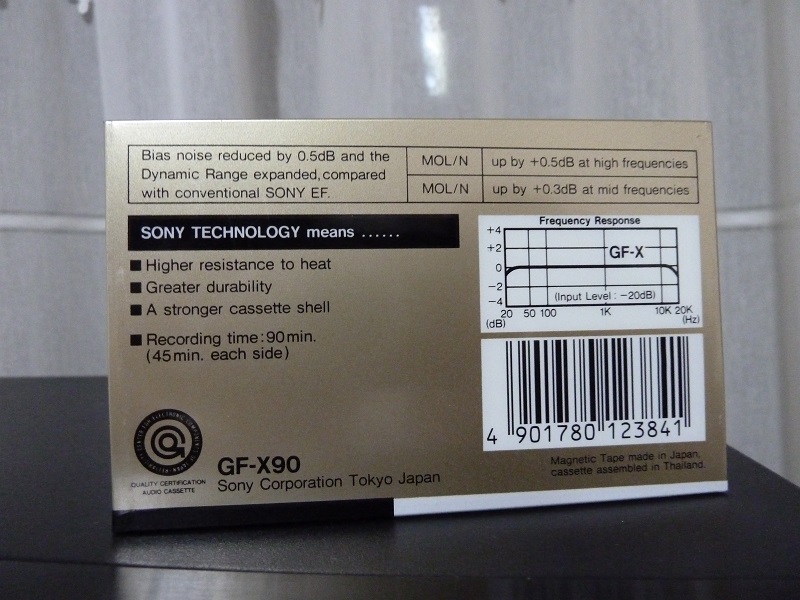 Bias noise reduced by 0.5dB and the
Dynamic Range expanded, compared
with conventional SONY EF.
MOL/N up by +0.5dB at high frequencies
MOL/N up by +0.3dB at mid frequencies
SONY TECHNOLOGY means ......
■ Higher resistance to heat
■ Greater durability
■ A stronger cassette shell
■ Recording time: 90min.
(45min. each side)
Frequency Response
+4
+2
0
−2
−4
(dB)
GF-X
(Input Level: −20dB)
20 50 100 1K 10K 20K
(Hz)
4 901780 123841
QUALITY CERTIFICATION
AUDIO CASSETTE
GF-X90
Sony Corporation Tokyo Japan
Magnetic Tape made in Japan,
cassette assembled in Thailand.